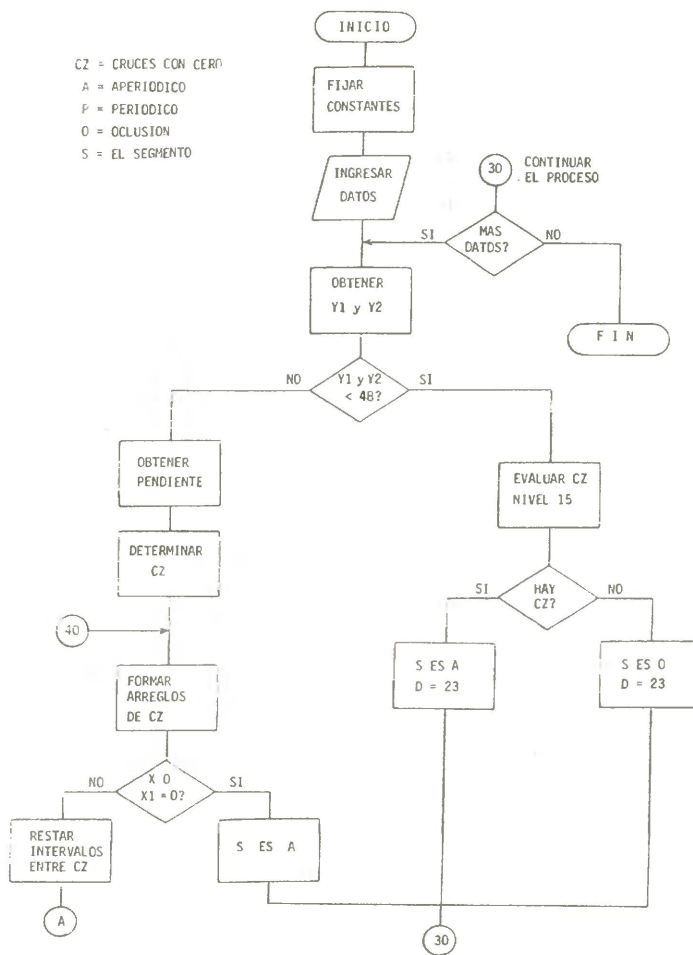 INICIO
CZ = CRUCES CON CERO
A = APERIODICO
P = PERIODICO
O = OCLUSION
S = EL SEGMENTO
FIJAR
CONSTANTES
INGRESAR
DATOS
30
CONTINUAR
EL PROCESO
SI
MAS
DATOS?
NO
OBTENER
Y1 y Y2
F I N
NO
Y1 y Y2
< 48?
SI
OBTENER
PENDIENTE
EVALUAR CZ
NIVEL 15
DETERMINAR
CZ
SI
HAY
CZ?
NO
40
S ES A
D = 23
S ES O
D = 23
FORMAR
ARREGLOS
DE CZ
NO
X O
X1 = 0?
SI
RESTAR
INTERVALOS
ENTRE CZ
S ES A
A
30